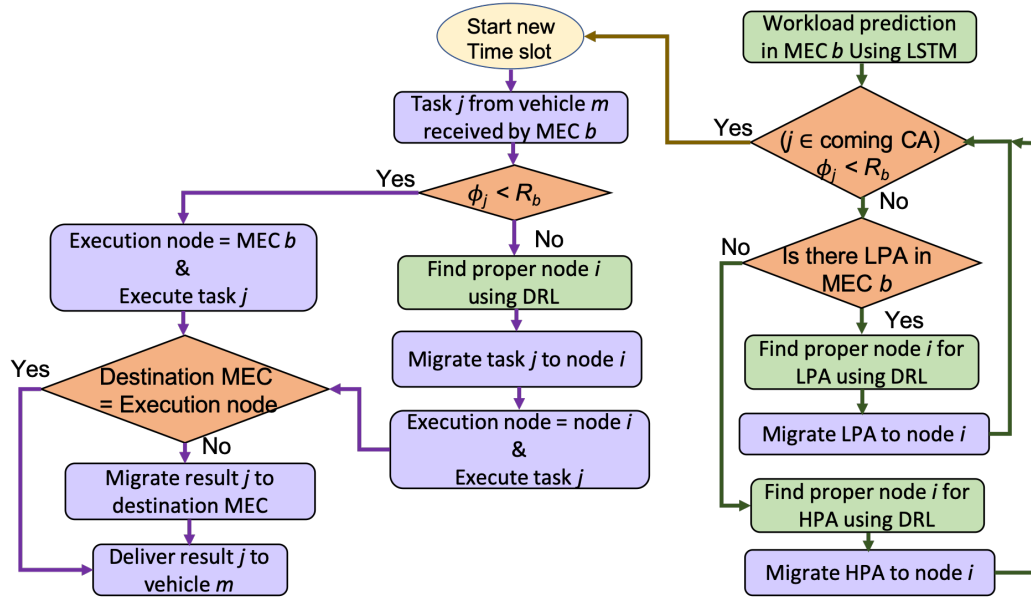 Start new
Time slot
Task j from vehicle m
received by MEC b
ϕj < Rb
Yes
No
Execution node = MEC b
&
Execute task j
Find proper node i
using DRL
Migrate task j to node i
Execution node = node i
&
Execute task j
Destination MEC
= Execution node
Yes
No
Migrate result j to
destination MEC
Deliver result j to
vehicle m
Workload prediction
in MEC b Using LSTM
(j ∈ coming CA)
ϕj < Rb
Yes
No
Is there LPA in
MEC b
No
Yes
Find proper node i for
LPA using DRL
Migrate LPA to node i
Find proper node i for
HPA using DRL
Migrate HPA to node i